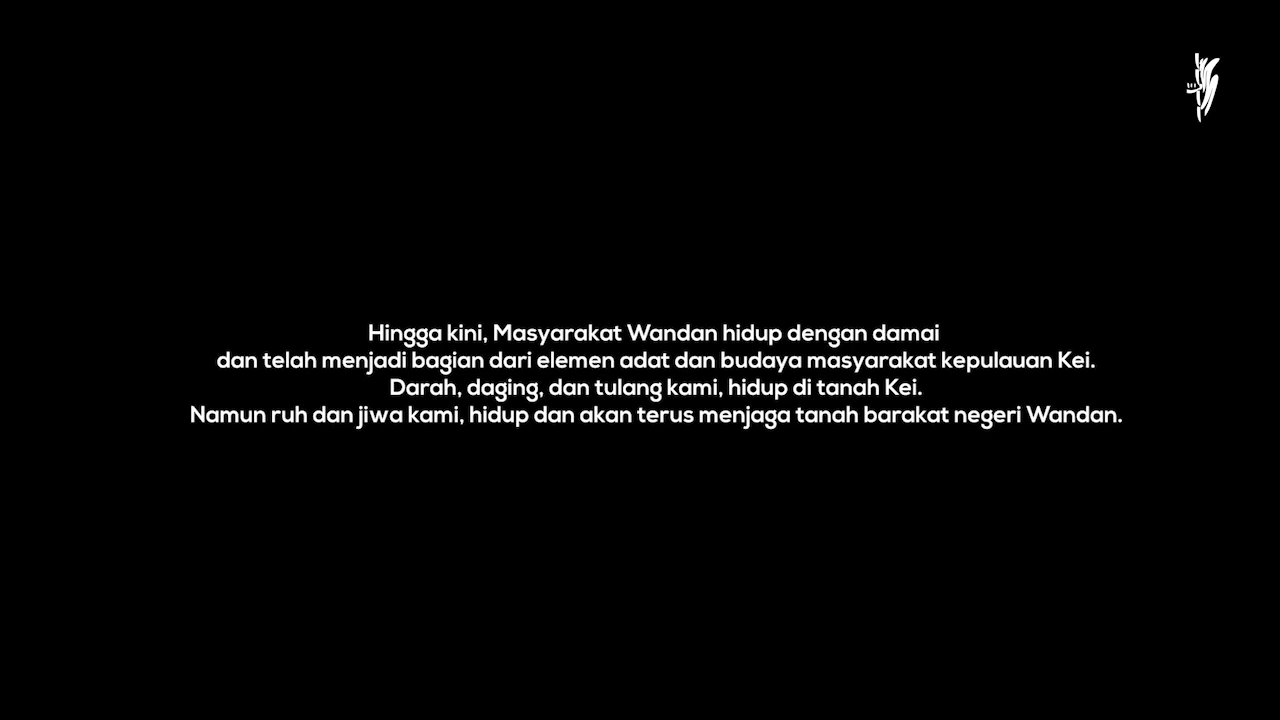 Hingga kini, Masyarakat Wandan hidup dengan damai
dan telah menjadi bagian dari elemen adat dan budaya masyarakat kepulauan Kei.
Darah, daging, dan tulang kami, hidup di tanah Kei.
Namun ruh dan jiwa kami, hidup dan akan terus menjaga tanah barakat negeri Wandan.